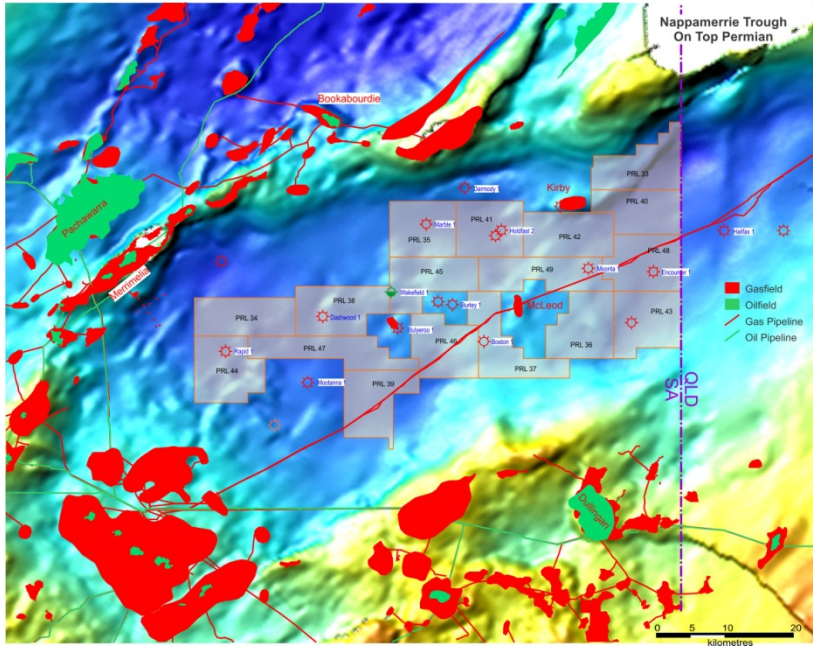 Nappamerrie Trough
On Top Permian
Bookabourdie
Darmody 1
Kirby
PRL 33
PRL 40
Pachawarra
Marble 1
PRL 41
Holdfast 2
PRL 35
PRL 42
Halifax 1
PRL 48
Merrimelia
PRL 45
PRL 49
Moonta 1
Encounter 1
Wakefield 1
PRL 38
Burley 1
McLeod
Gasfield
Oilfield
Gas Pipeline
Oil Pipeline
PRL 34
Dashwood 1
Bulyeroo 1
PRL 43
PRL 47
PRL 46
Boston 1
PRL 36
Rapid 1
PRL 44
PRL 39
PRL 37
Mootanna 1
QLD
SA
Dullingari
0 5 10 20
kilometres